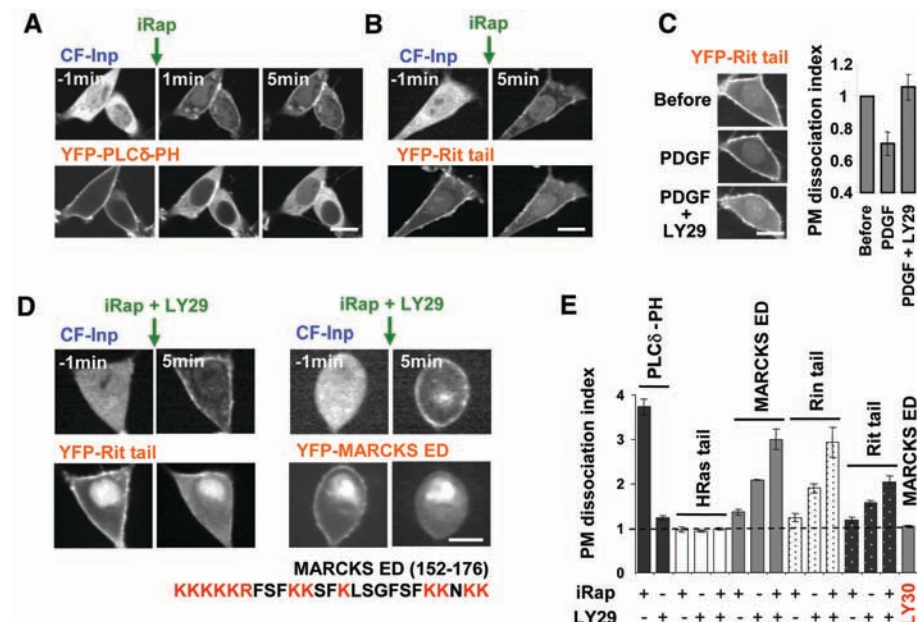 A
iRap
CF-Inp
-1min 1min 5min
YFP-PLCδ-PH
B
iRap
CF-Inp
-1min 5min
YFP-Rit tail
C
YFP-Rit tail
Before
PDGF
PDGF
+
LY29
PM dissociation index
1.2
1
0.8
0.6
0.4
Before
PDGF
PDGF + LY29
D
iRap + LY29
CF-Inp
-1min 5min
YFP-Rit tail
iRap + LY29
CF-Inp
-1min 5min
YFP-MARCKS ED
MARCKS ED (152-176)
KKKKKRFSFKKSFKLSGFSFKKNKK
E
PM dissociation index
4
3
2
1
0
PLCδ-PH
HRas tail
MARCKS ED
Rin tail
Rit tail
MARCKS ED
iRap + - + - + + - + + - + + - +
LY29 - + - + + - + + - + + - + +
LY30